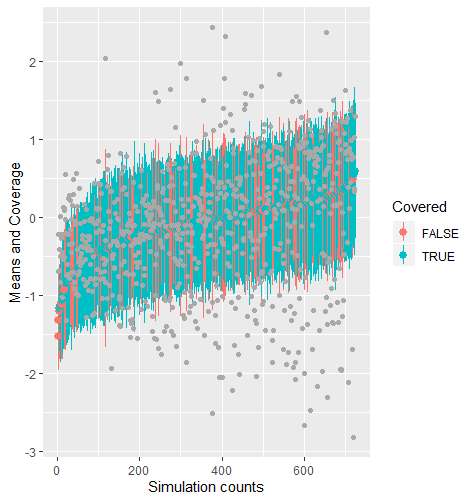 2
1
0
-1
-2
-3
Means and Coverage
0
200
400
600
Simulation counts
Covered
FALSE
TRUE